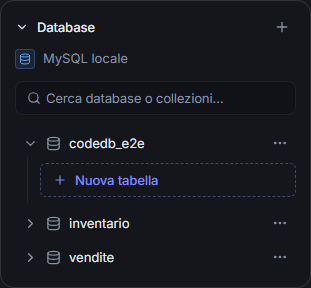 Database
MySQL locale
Cerca database o collezioni...
codedb_e2e
Nuova tabella
inventario
vendite